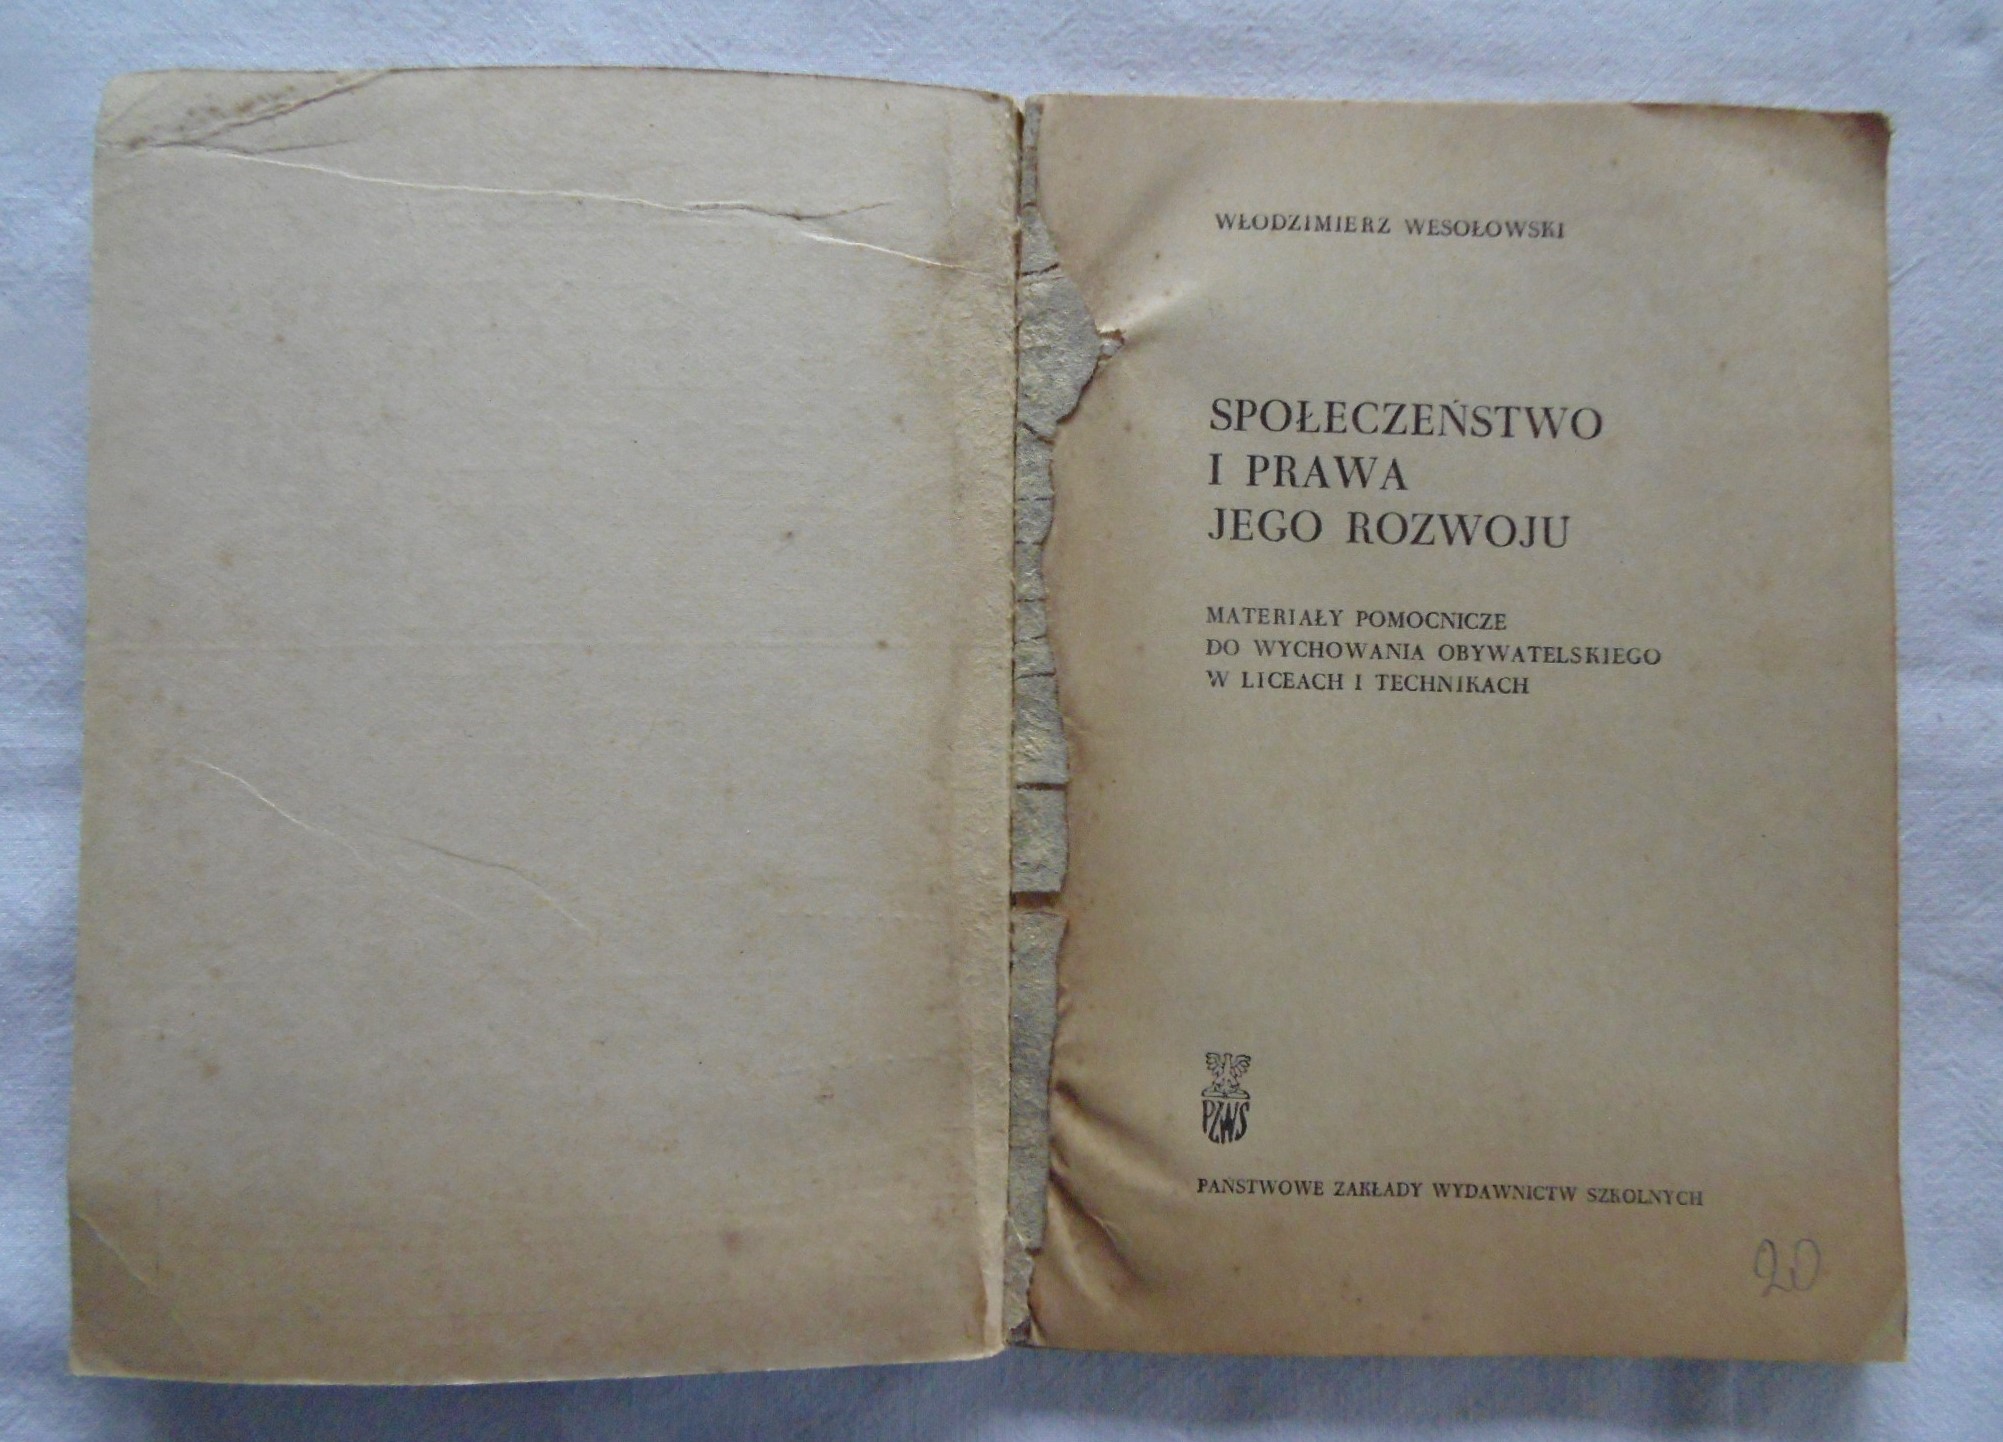 WŁODZIMIERZ WESOŁOWSKI
SPOŁECZEŃSTWO
I PRAWA
JEGO ROZWOJU
MATERIAŁY POMOCNICZE
DO WYCHOWANIA OBYWATELSKIEGO
W LICEACH I TECHNIKACH
PZWS
PAŃSTWOWE ZAKŁADY WYDAWNICTW SZKOLNYCH
20